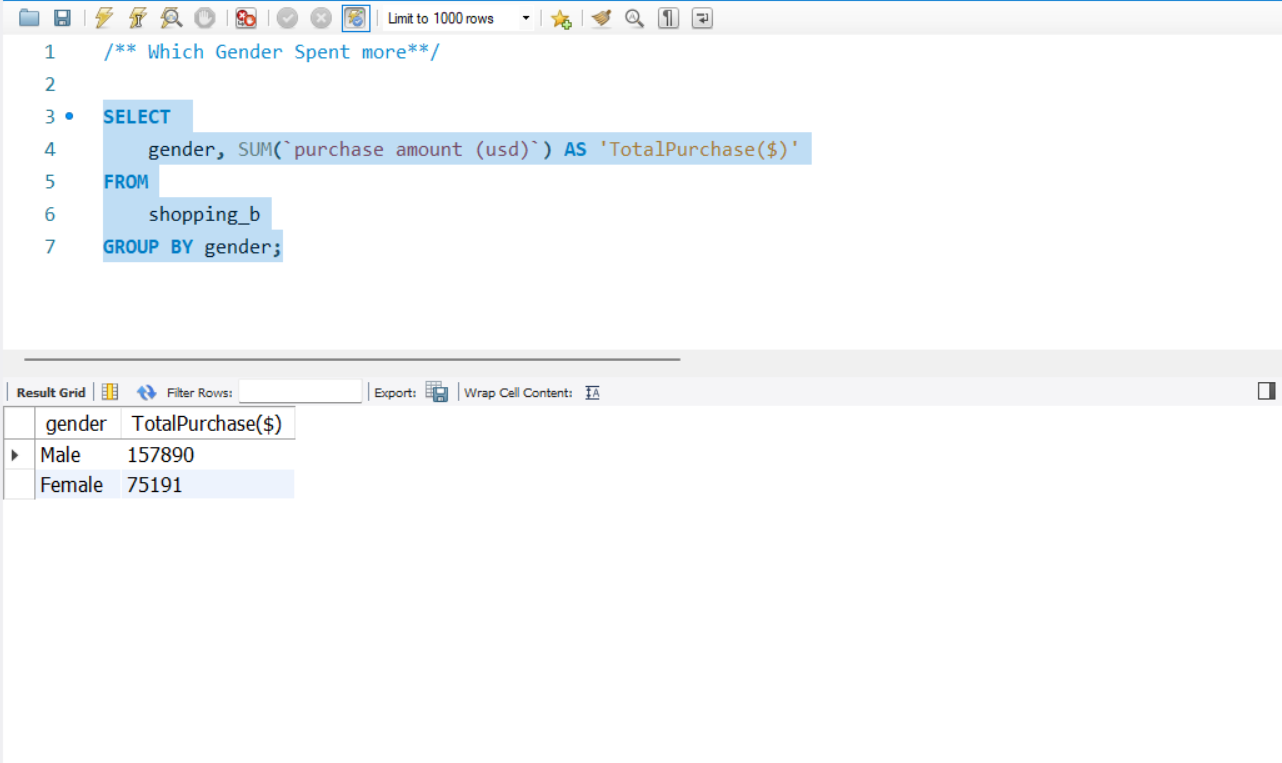 Limit to 1000 rows
1 /** Which Gender Spent more**/
2
3 SELECT
4 gender, SUM(`purchase amount (usd)`) AS 'TotalPurchase($)'
5 FROM
6 shopping_b
7 GROUP BY gender;
Result Grid Filter Rows: Export: Wrap Cell Content: IA
gender TotalPurchase($)
Male 157890
Female 75191